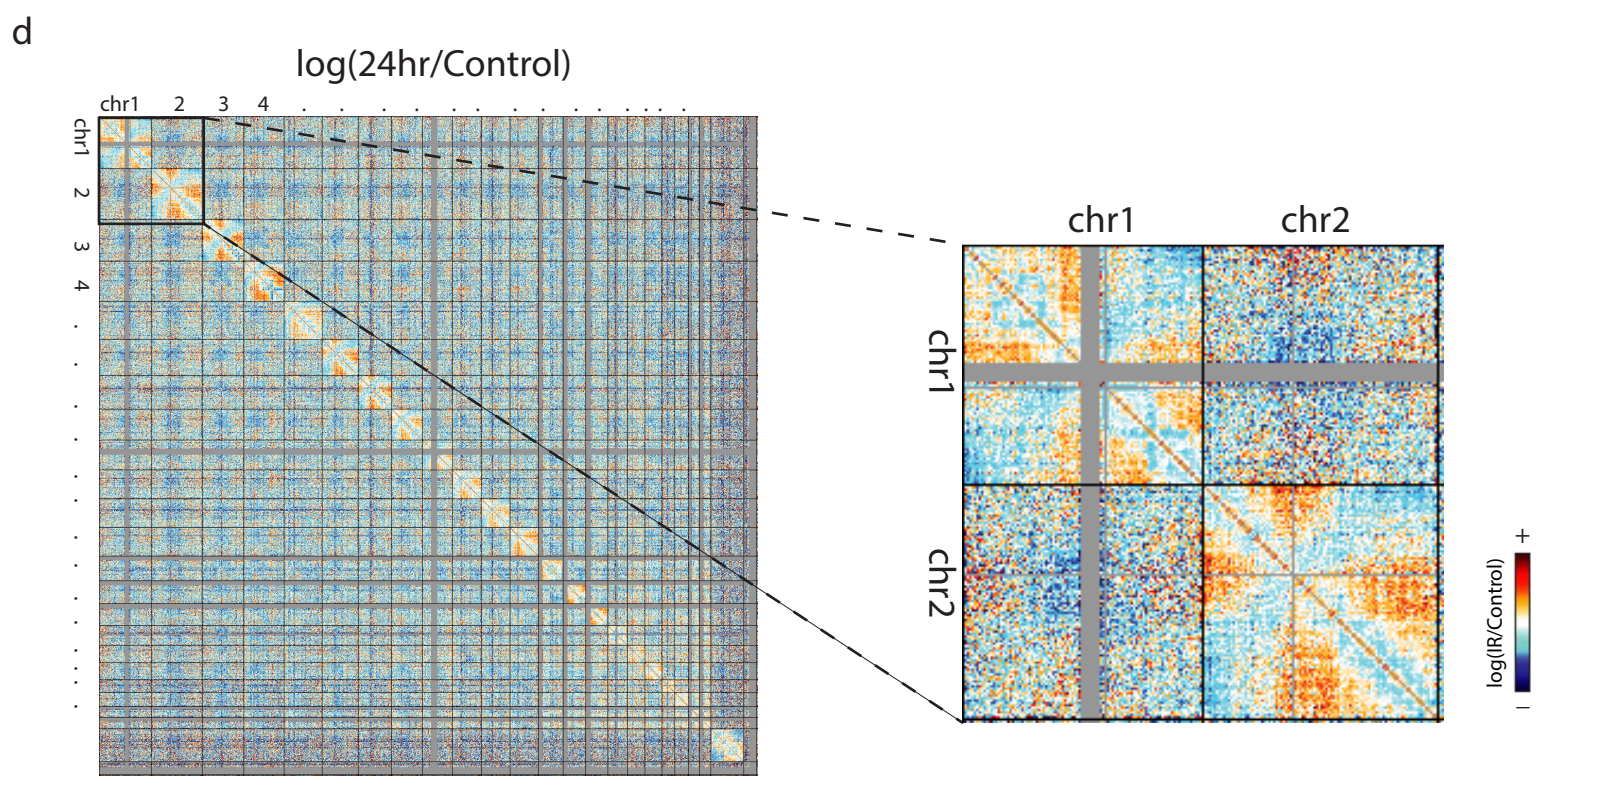 d
log(24hr/Control)
chr1 2 3 4 . . . . . . . . . . . . . .
chr1
2
3
4
.
.
.
.
.
.
.
.
.
.
.
.
.
.
chr1 chr2
chr1
chr2
+
log(IR/Control)
−